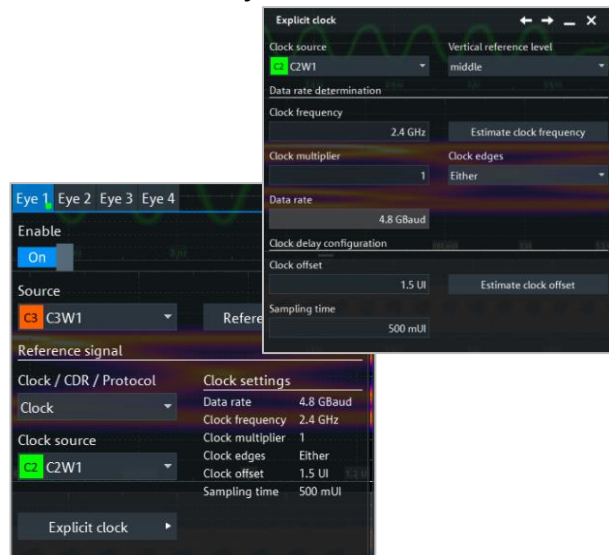 Explicit clock
Clock source
Vertical reference level
C2 C2W1
middle
Data rate determination
Clock frequency
2.4 GHz
Estimate clock frequency
Clock multiplier
Clock edges
1
Either
Data rate
4.8 GBaud
Clock delay configuration
Clock offset
1.5 UI
Estimate clock offset
Sampling time
500 mUI
Eye 1 Eye 2 Eye 3 Eye 4
Enable
On
Source
C3 C3W1
Reference signal
Clock / CDR / Protocol
Clock
Clock source
C2 C2W1
Explicit clock
Clock settings
Data rate 4.8 GBaud
Clock frequency 2.4 GHz
Clock multiplier 1
Clock edges Either
Clock offset 1.5 UI
Sampling time 500 mUI